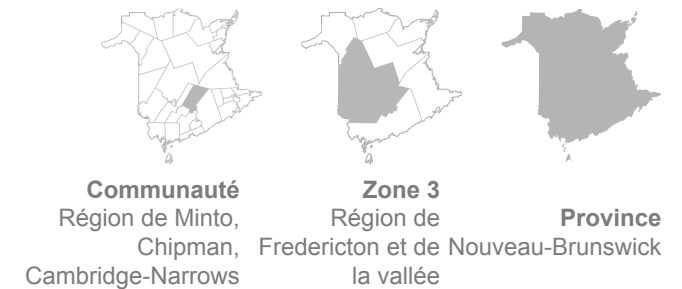 Communauté
Région de Minto,
Chipman,
Cambridge-Narrows
Zone 3
Région de
Fredericton et de
la vallée
Province
Nouveau-Brunswick